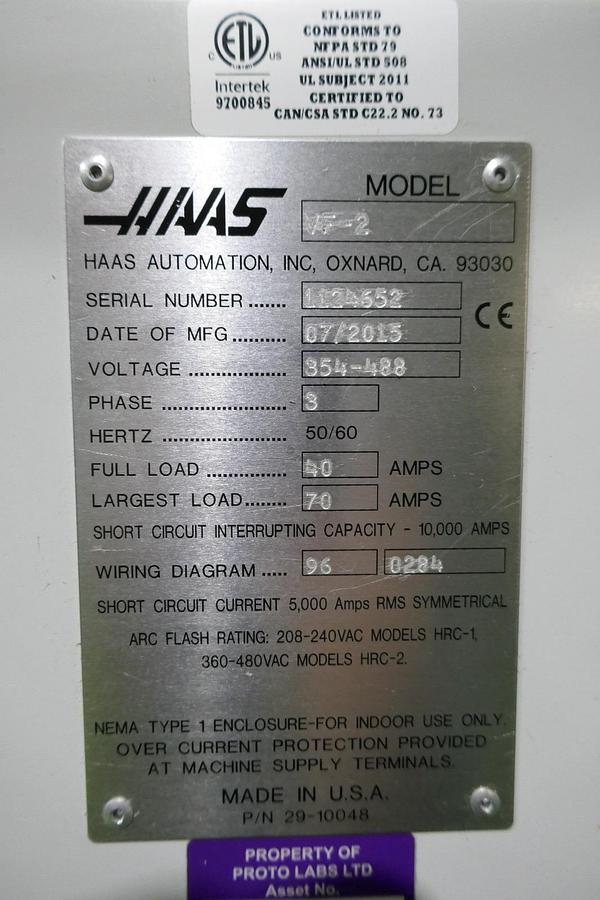 ETL LISTED
CONFORMS TO
NFPA STD 79
ANSI/UL STD 508
UL SUBJECT 2011
CERTIFIED TO
CAN/CSA STD C22.2 NO. 73
C ETL US
LISTED
Intertek
9700845
HAAS
MODEL
VF-2
HAAS AUTOMATION, INC, OXNARD, CA. 93030
SERIAL NUMBER ....... 1124652
DATE OF MFG .......... 07/2015
CE
VOLTAGE ................. 354-488
PHASE ...................... 3
HERTZ ...................... 50/60
FULL LOAD .............. 40 AMPS
LARGEST LOAD ........ 70 AMPS
SHORT CIRCUIT INTERRUPTING CAPACITY - 10,000 AMPS
WIRING DIAGRAM ..... 96 0284
SHORT CIRCUIT CURRENT 5,000 Amps RMS SYMMETRICAL
ARC FLASH RATING: 208-240VAC MODELS HRC-1,
360-480VAC MODELS HRC-2.
NEMA TYPE 1 ENCLOSURE-FOR INDOOR USE ONLY.
OVER CURRENT PROTECTION PROVIDED
AT MACHINE SUPPLY TERMINALS.
MADE IN U.S.A.
P/N 29-10048
PROPERTY OF
PROTO LABS LTD
Asset No.